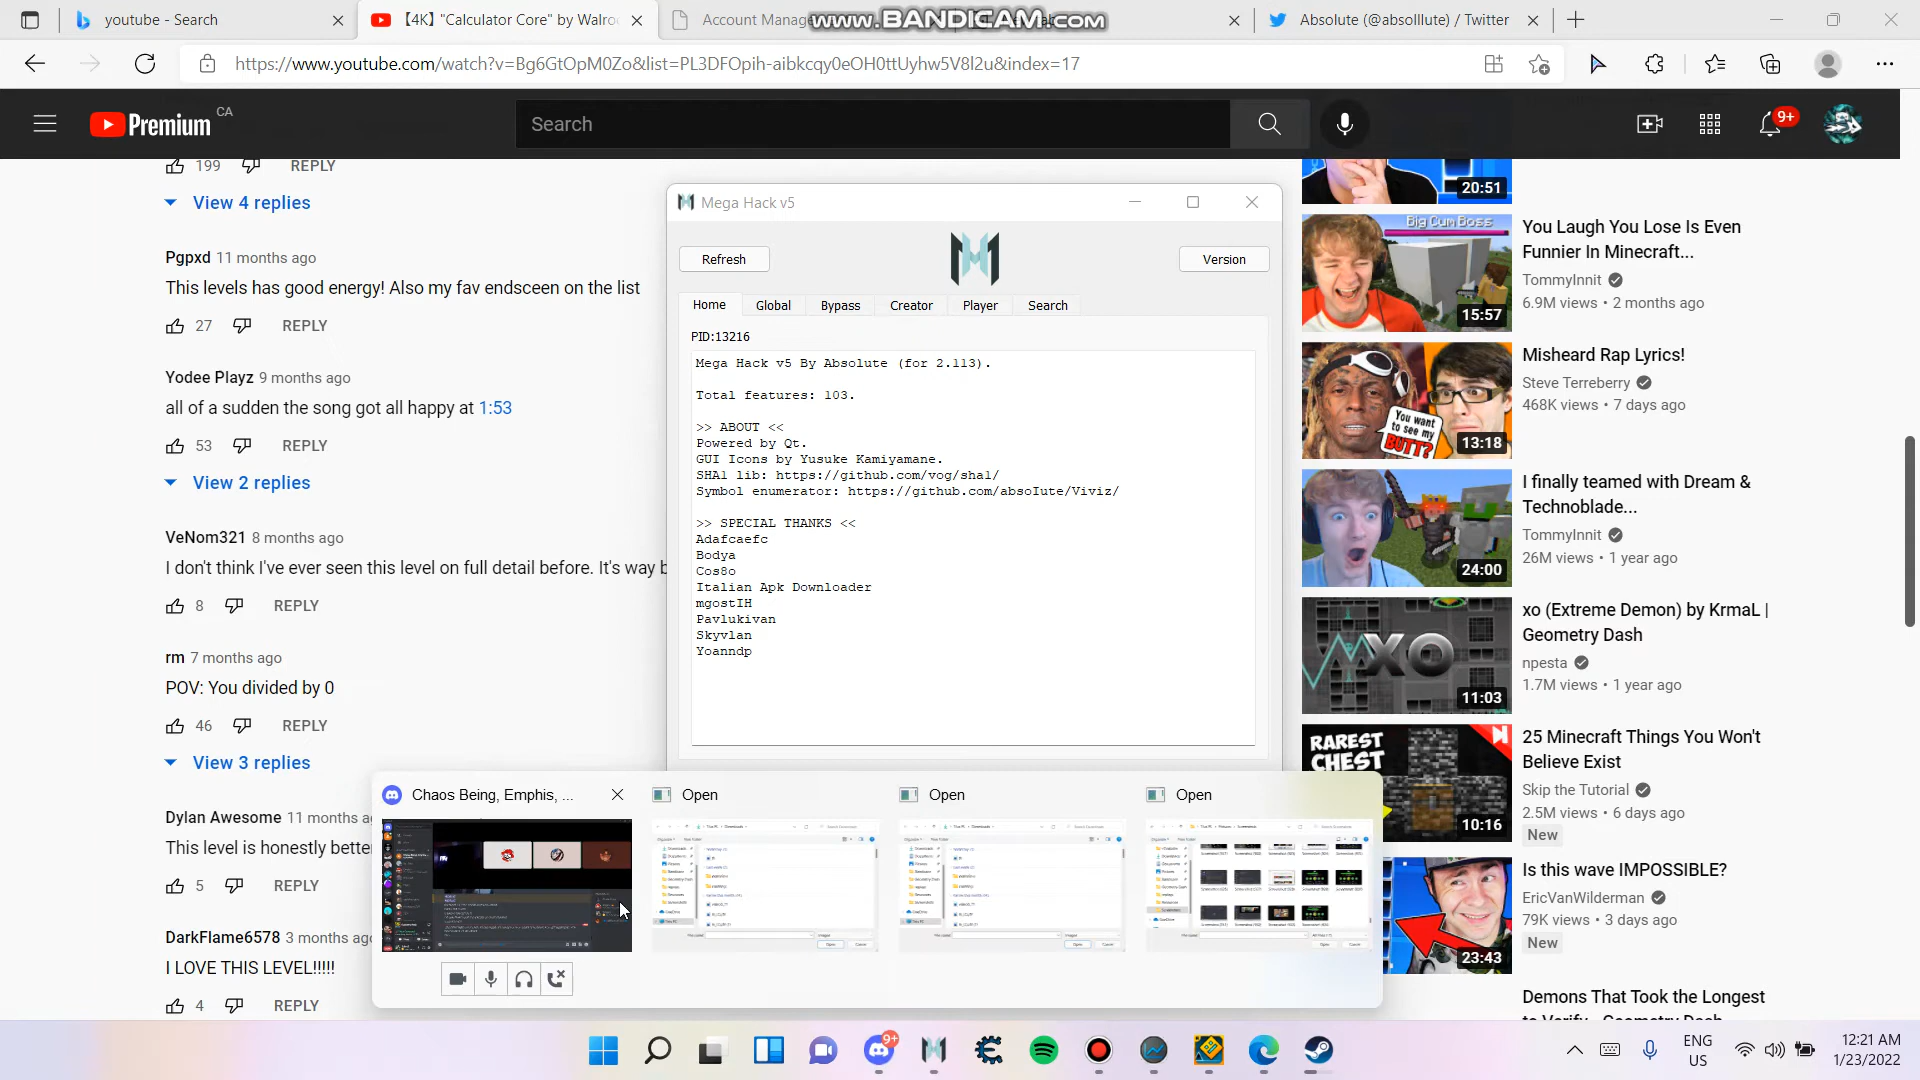 youtube - Search
【4K】 "Calculator Core" by Walro
Account Manage
www.BANDICAM.com
Absolute (@absolllute) / Twitter
https://www.youtube.com/watch?v=Bg6GtOpM0Zo&list=PL3DFOpih-aibkcqy0eOH0ttUyhw5V8l2u&index=17
Premium
CA
Search
9+
199
REPLY
View 4 replies
Pgpxd 11 months ago
This levels has good energy! Also my fav endsceen on the list
27
REPLY
Yodee Playz 9 months ago
all of a sudden the song got all happy at 1:53
53
REPLY
View 2 replies
VeNom321 8 months ago
I don't think I've ever seen this level on full detail before. It's way b
8
REPLY
rm 7 months ago
POV: You divided by 0
46
REPLY
View 3 replies
Dylan Awesome 11 months a
This level is honestly bette
5
REPLY
DarkFlame6578 3 months ag
I LOVE THIS LEVEL!!!!!
4
REPLY
Mega Hack v5
Refresh
Version
Home
Global
Bypass
Creator
Player
Search
PID:13216
Mega Hack v5 By Absolute (for 2.113).
Total features: 103.
>> ABOUT <<
Powered by Qt.
GUI Icons by Yusuke Kamiyamane.
SHA1 lib: https://github.com/vog/sha1/
Symbol enumerator: https://github.com/absoIute/Viviz/
>> SPECIAL THANKS <<
Adafcaefc
Bodya
Cos8o
Italian Apk Downloader
mgostIH
Pavlukivan
Skyvlan
Yoanndp
Chaos Being, Emphis, ...
Open
Open
Open
20:51
Big Cum Boss
15:57
You Laugh You Lose Is Even
Funnier In Minecraft...
TommyInnit
6.9M views • 2 months ago
You want
to see my
BUTT?
13:18
Misheard Rap Lyrics!
Steve Terreberry
468K views • 7 days ago
24:00
I finally teamed with Dream &
Technoblade...
TommyInnit
26M views • 1 year ago
XO
11:03
xo (Extreme Demon) by KrmaL |
Geometry Dash
npesta
1.7M views • 1 year ago
RAREST
CHEST
10:16
25 Minecraft Things You Won't
Believe Exist
Skip the Tutorial
2.5M views • 6 days ago
New
23:43
Is this wave IMPOSSIBLE?
EricVanWilderman
79K views • 3 days ago
New
Demons That Took the Longest
9+
ENG
US
12:21 AM
1/23/2022